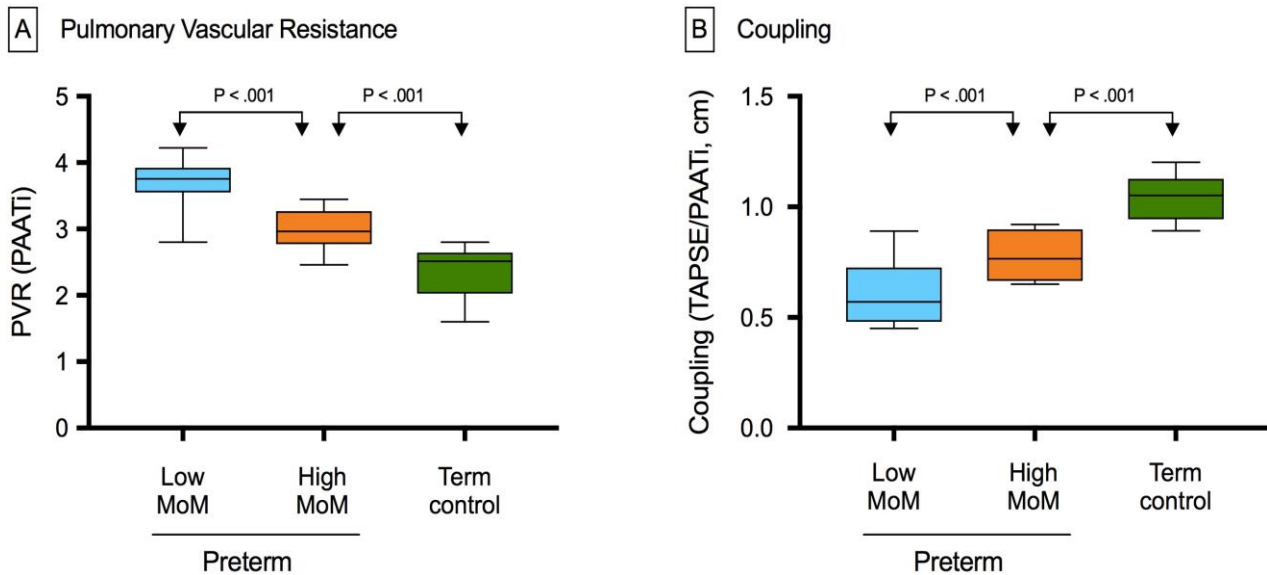 A Pulmonary Vascular Resistance
P < .001
P < .001
5
4
3
2
1
0
PVR (PAATi)
Low
MoM
High
MoM
Term
control
Preterm
B Coupling
P < .001
P < .001
1.5
1.0
0.5
0.0
Coupling (TAPSE/PAATi, cm)
Low
MoM
High
MoM
Term
control
Preterm